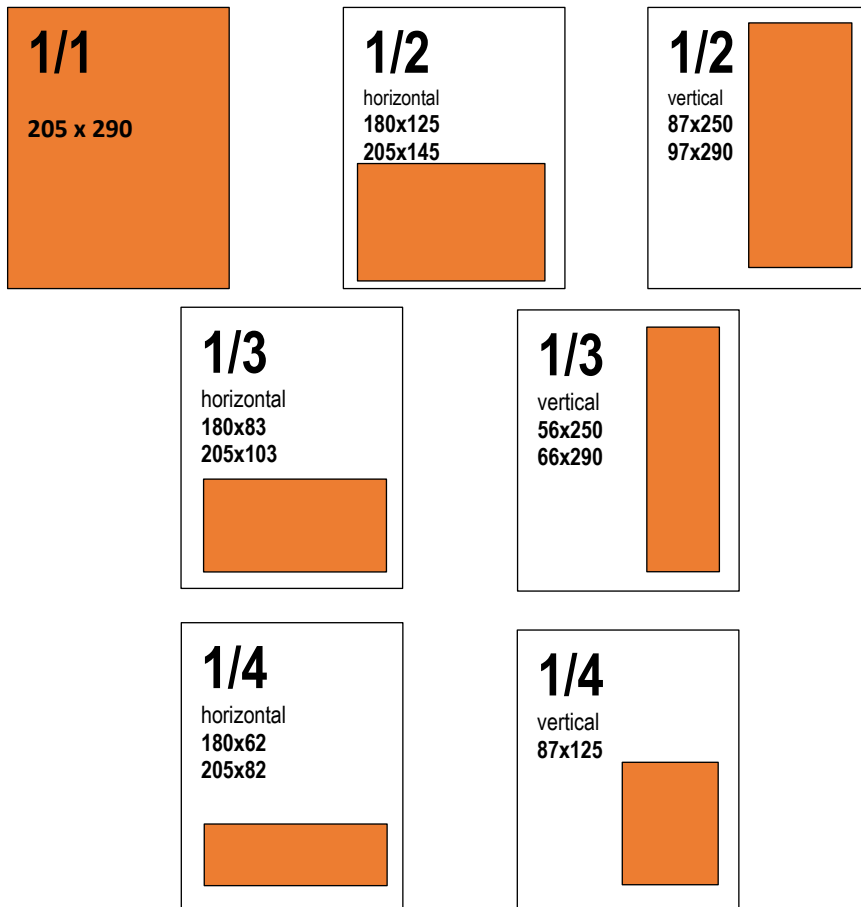 1/1
205 x 290
1/2
horizontal
180x125
205x145
1/2
vertical
87x250
97x290
1/3
horizontal
180x83
205x103
1/3
vertical
56x250
66x290
1/4
horizontal
180x62
205x82
1/4
vertical
87x125